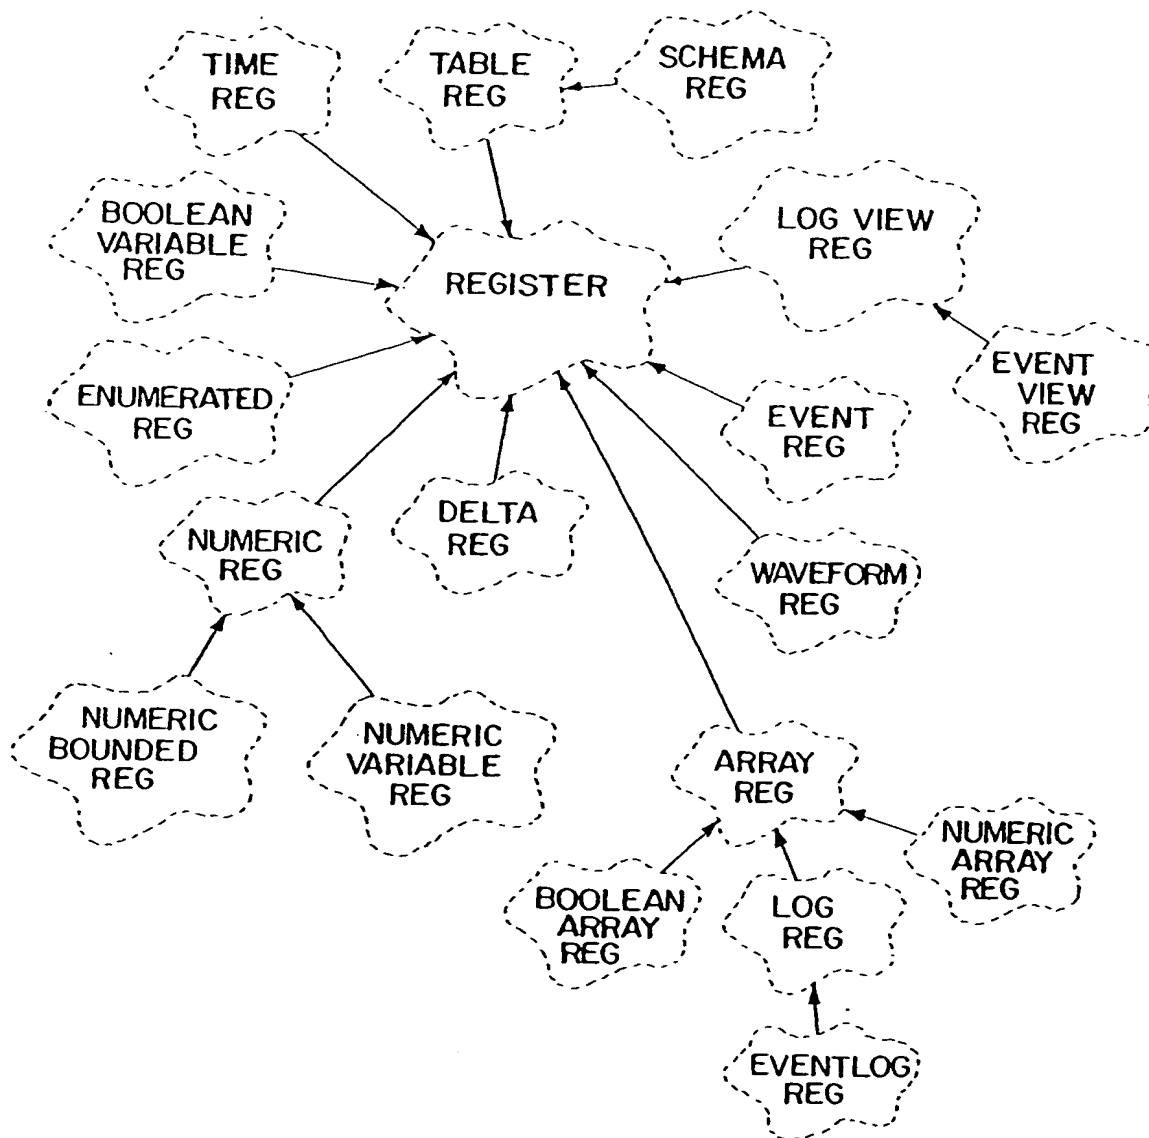 TIME
REG
TABLE
REG
SCHEMA
REG
BOOLEAN
VARIABLE
REG
LOG VIEW
REG
REGISTER
EVENT
VIEW
REG
ENUMERATED
REG
EVENT
REG
DELTA
REG
NUMERIC
REG
WAVEFORM
REG
NUMERIC
BOUNDED
REG
NUMERIC
VARIABLE
REG
ARRAY
REG
NUMERIC
ARRAY
REG
BOOLEAN
ARRAY
REG
LOG
REG
EVENTLOG
REG